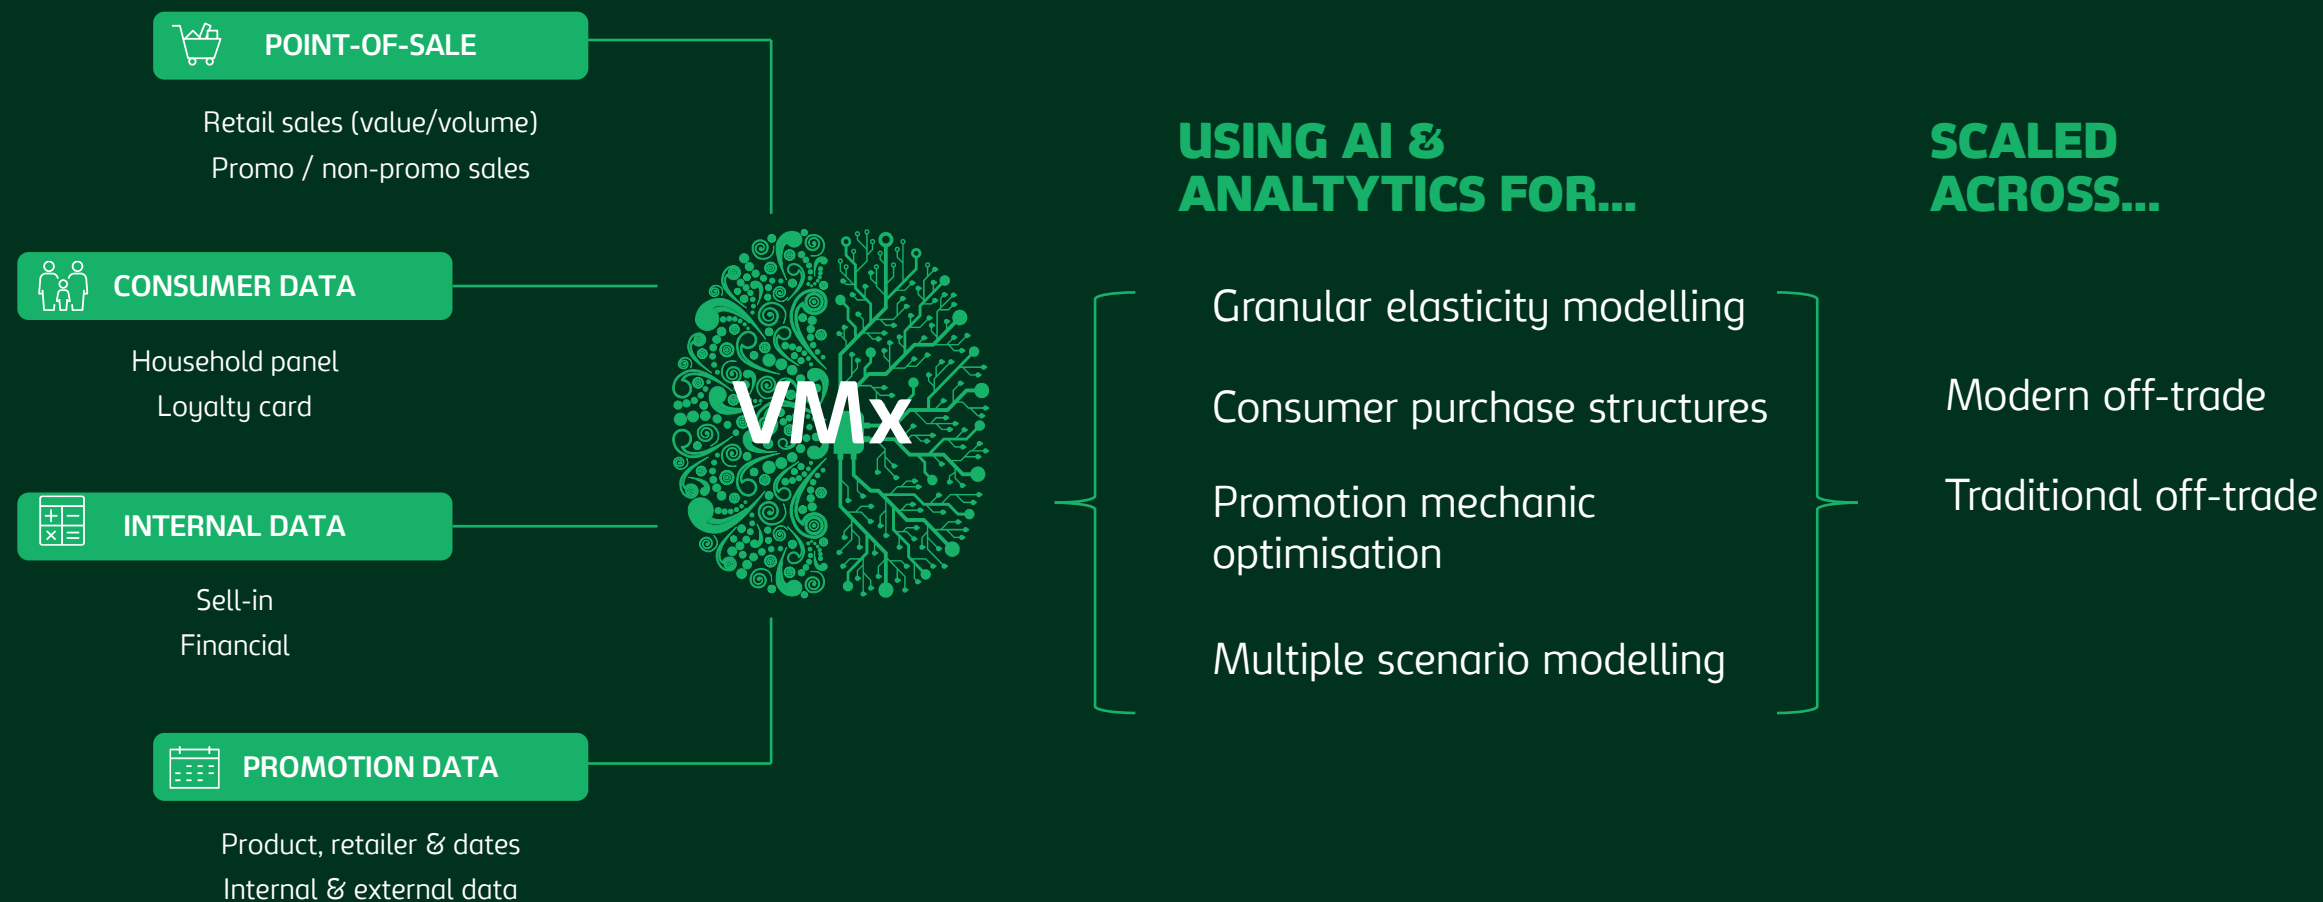 POINT-OF-SALE
Retail sales (value/volume)
Promo / non-promo sales
CONSUMER DATA
Household panel
Loyalty card
INTERNAL DATA
Sell-in
Financial
PROMOTION DATA
Product, retailer & dates
Internal & external data
VMx
USING AI &
ANALTYTICS FOR...
Granular elasticity modelling
Consumer purchase structures
Promotion mechanic
optimisation
Multiple scenario modelling
SCALED
ACROSS...
Modern off-trade
Traditional off-trade